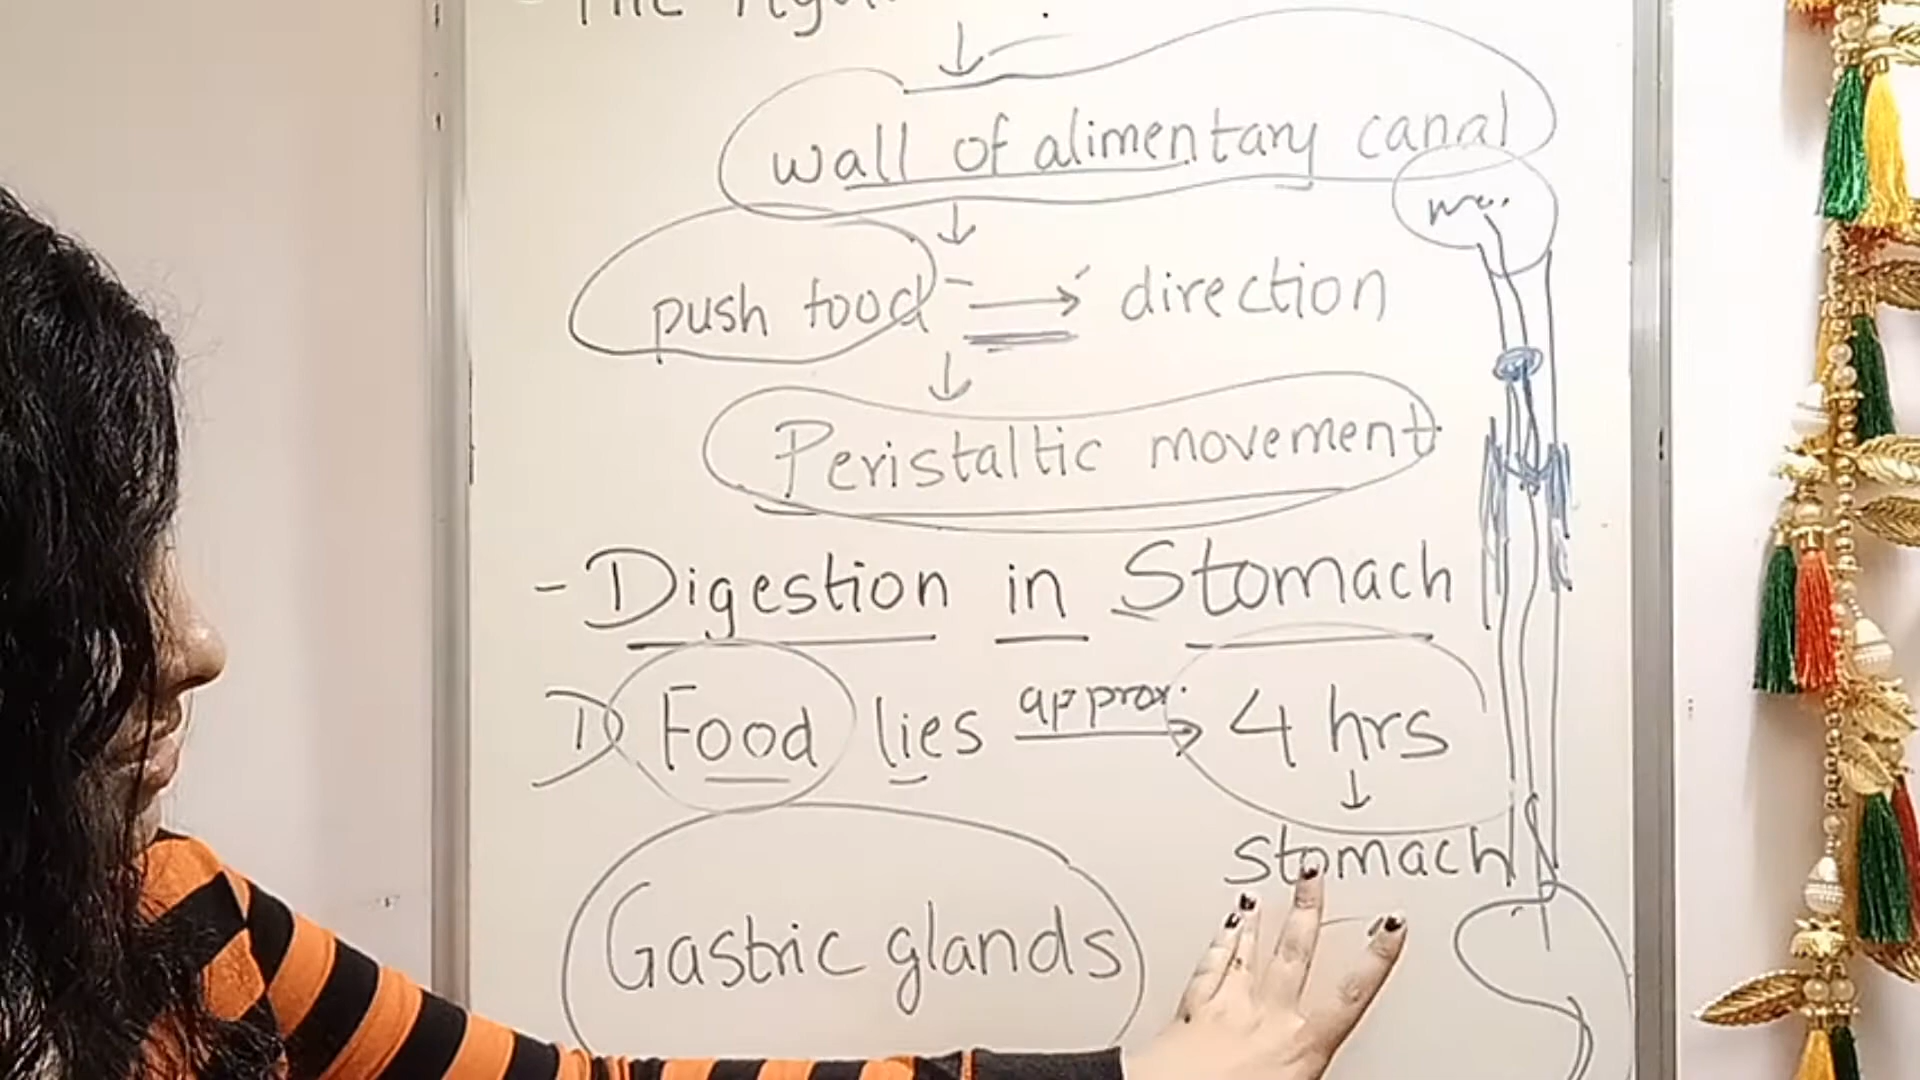 The
wall of alimentary canal
push food → direction
Peristaltic movement
- Digestion in Stomach
1) Food lies approx. → 4 hrs
stomach
Gastric glands